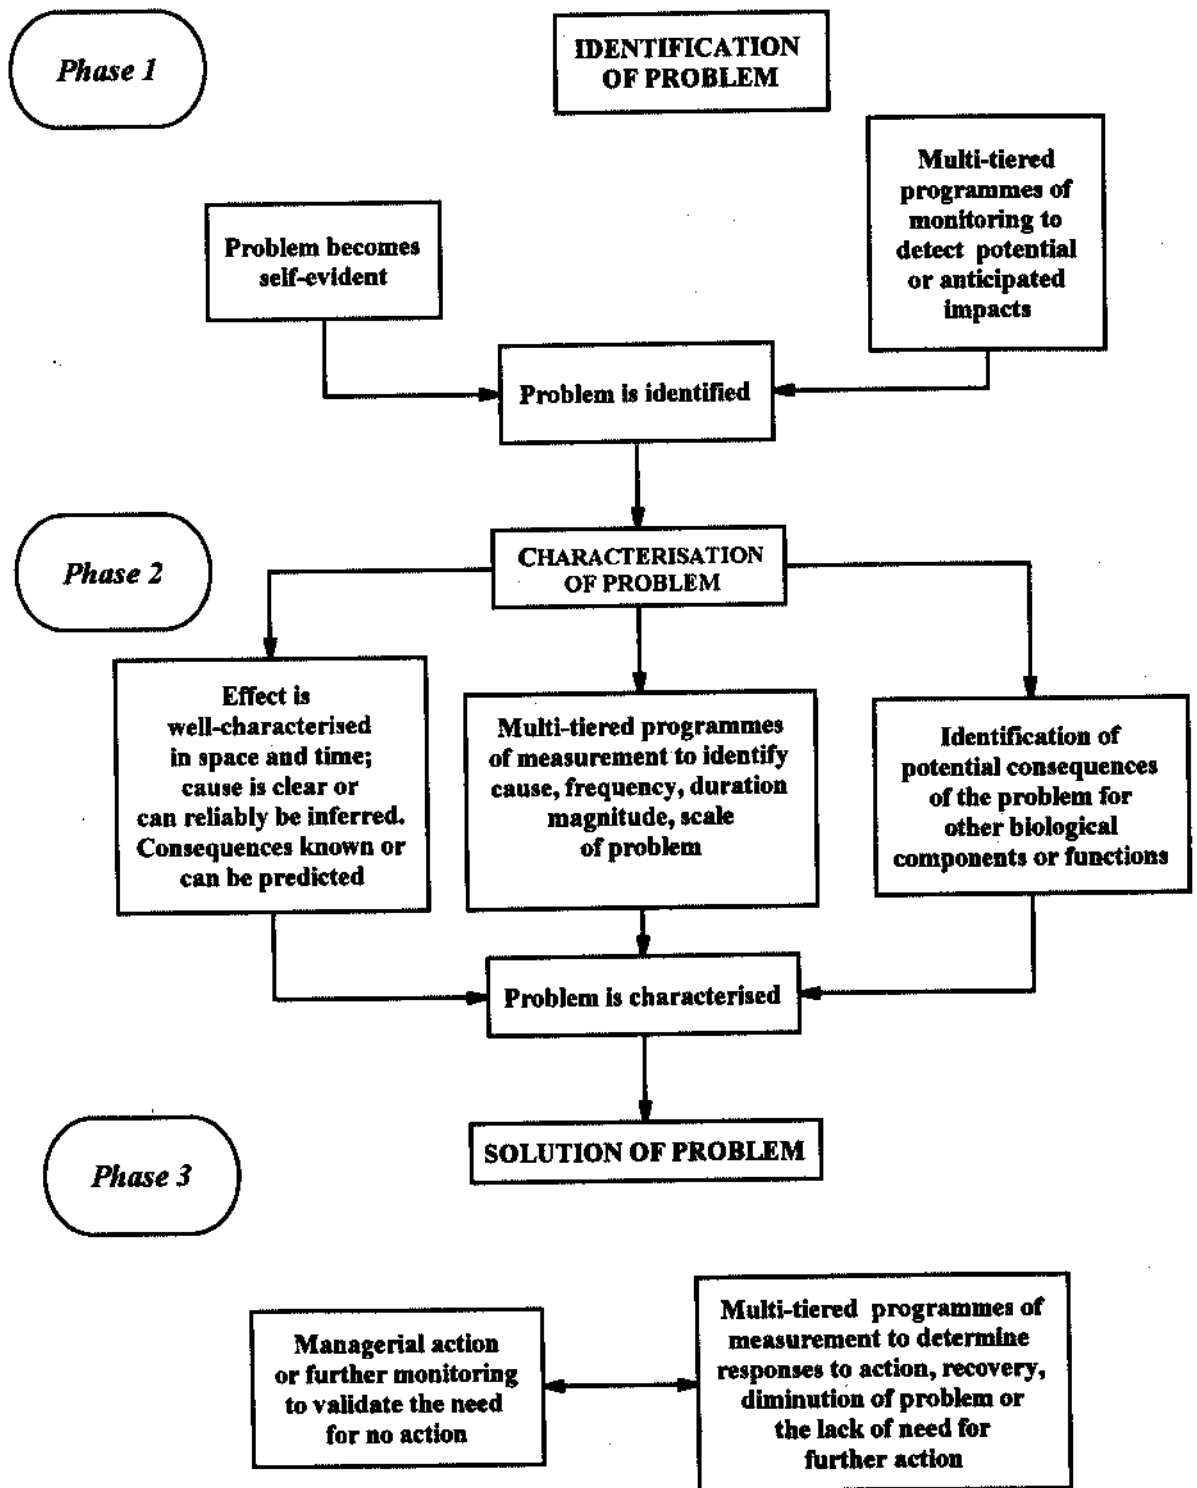 Phase 1
IDENTIFICATION
OF PROBLEM
Multi-tiered
programmes of
monitoring to
detect potential
or anticipated
impacts
Problem becomes
self-evident
Problem is identified
Phase 2
CHARACTERISATION
OF PROBLEM
Effect is
well-characterised
in space and time;
cause is clear or
can reliably be inferred.
Consequences known or
can be predicted
Multi-tiered programmes
of measurement to identify
cause, frequency, duration
magnitude, scale
of problem
Identification of
potential consequences
of the problem for
other biological
components or functions
Problem is characterised
Phase 3
SOLUTION OF PROBLEM
Managerial action
or further monitoring
to validate the need
for no action
Multi-tiered programmes of
measurement to determine
responses to action, recovery,
diminution of problem or
the lack of need for
further action